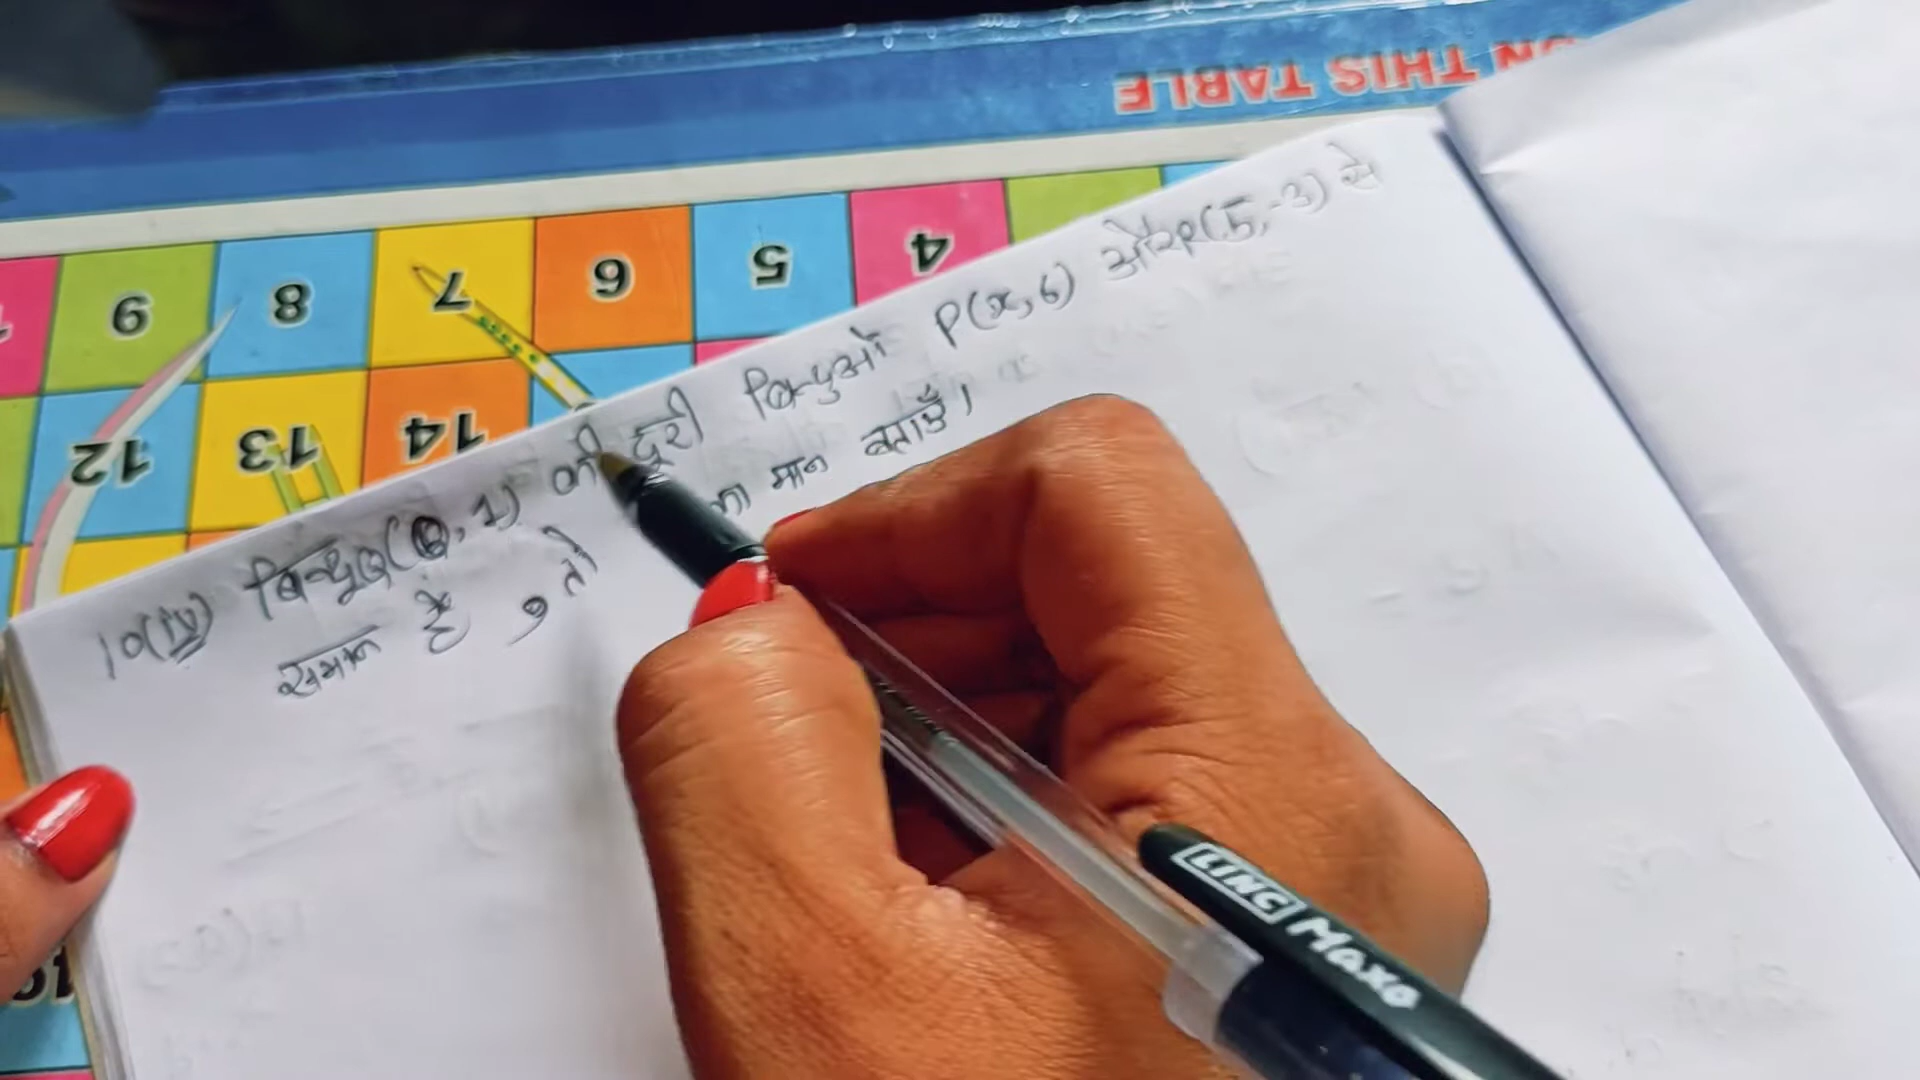 ON THIS TABLE
9 8 7 6 5 4
12 13 14
10(iv) बिन्दु Q(0, 1) की दूरी बिन्दुओं P(x, 6) और R(5, -3) से
समान है, तो का मान बताएँ।
LINC Maxo